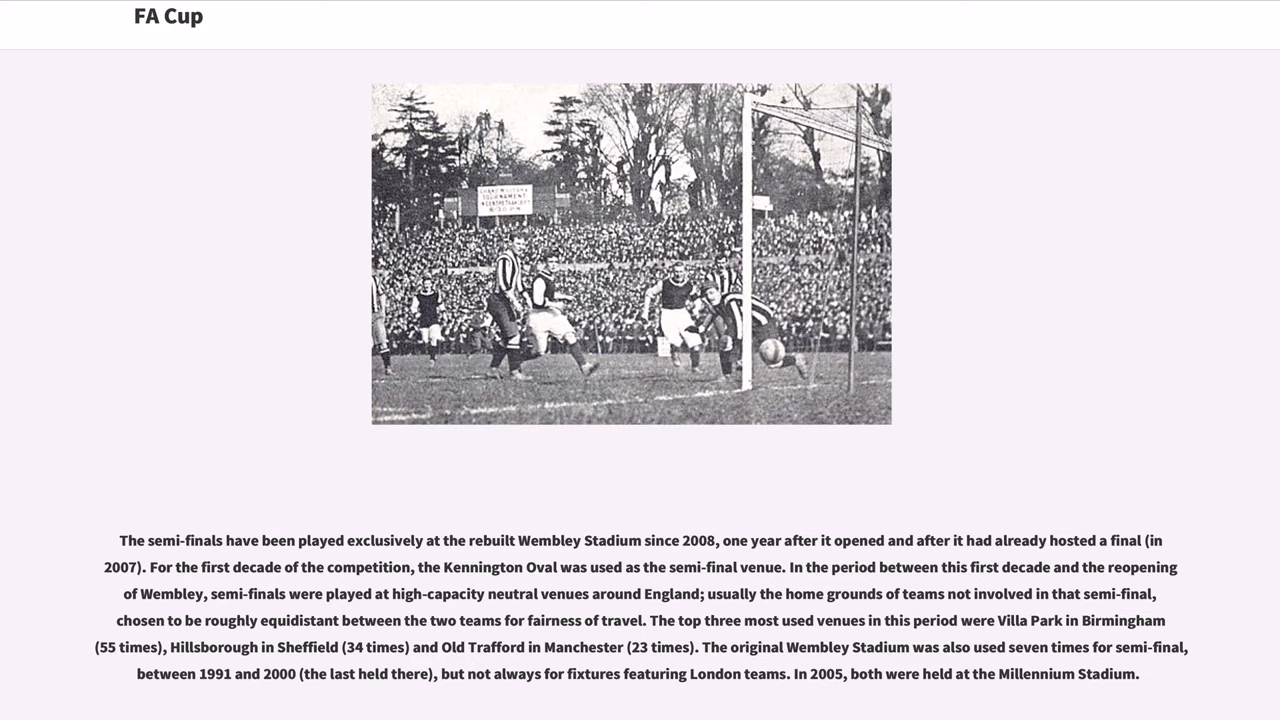 FA Cup
GRAND MILITARY
TOURNAMENT
The semi-finals have been played exclusively at the rebuilt Wembley Stadium since 2008, one year after it opened and after it had already hosted a final (in
2007). For the first decade of the competition, the Kennington Oval was used as the semi-final venue. In the period between this first decade and the reopening
of Wembley, semi-finals were played at high-capacity neutral venues around England; usually the home grounds of teams not involved in that semi-final,
chosen to be roughly equidistant between the two teams for fairness of travel. The top three most used venues in this period were Villa Park in Birmingham
(55 times), Hillsborough in Sheffield (34 times) and Old Trafford in Manchester (23 times). The original Wembley Stadium was also used seven times for semi-final,
between 1991 and 2000 (the last held there), but not always for fixtures featuring London teams. In 2005, both were held at the Millennium Stadium.